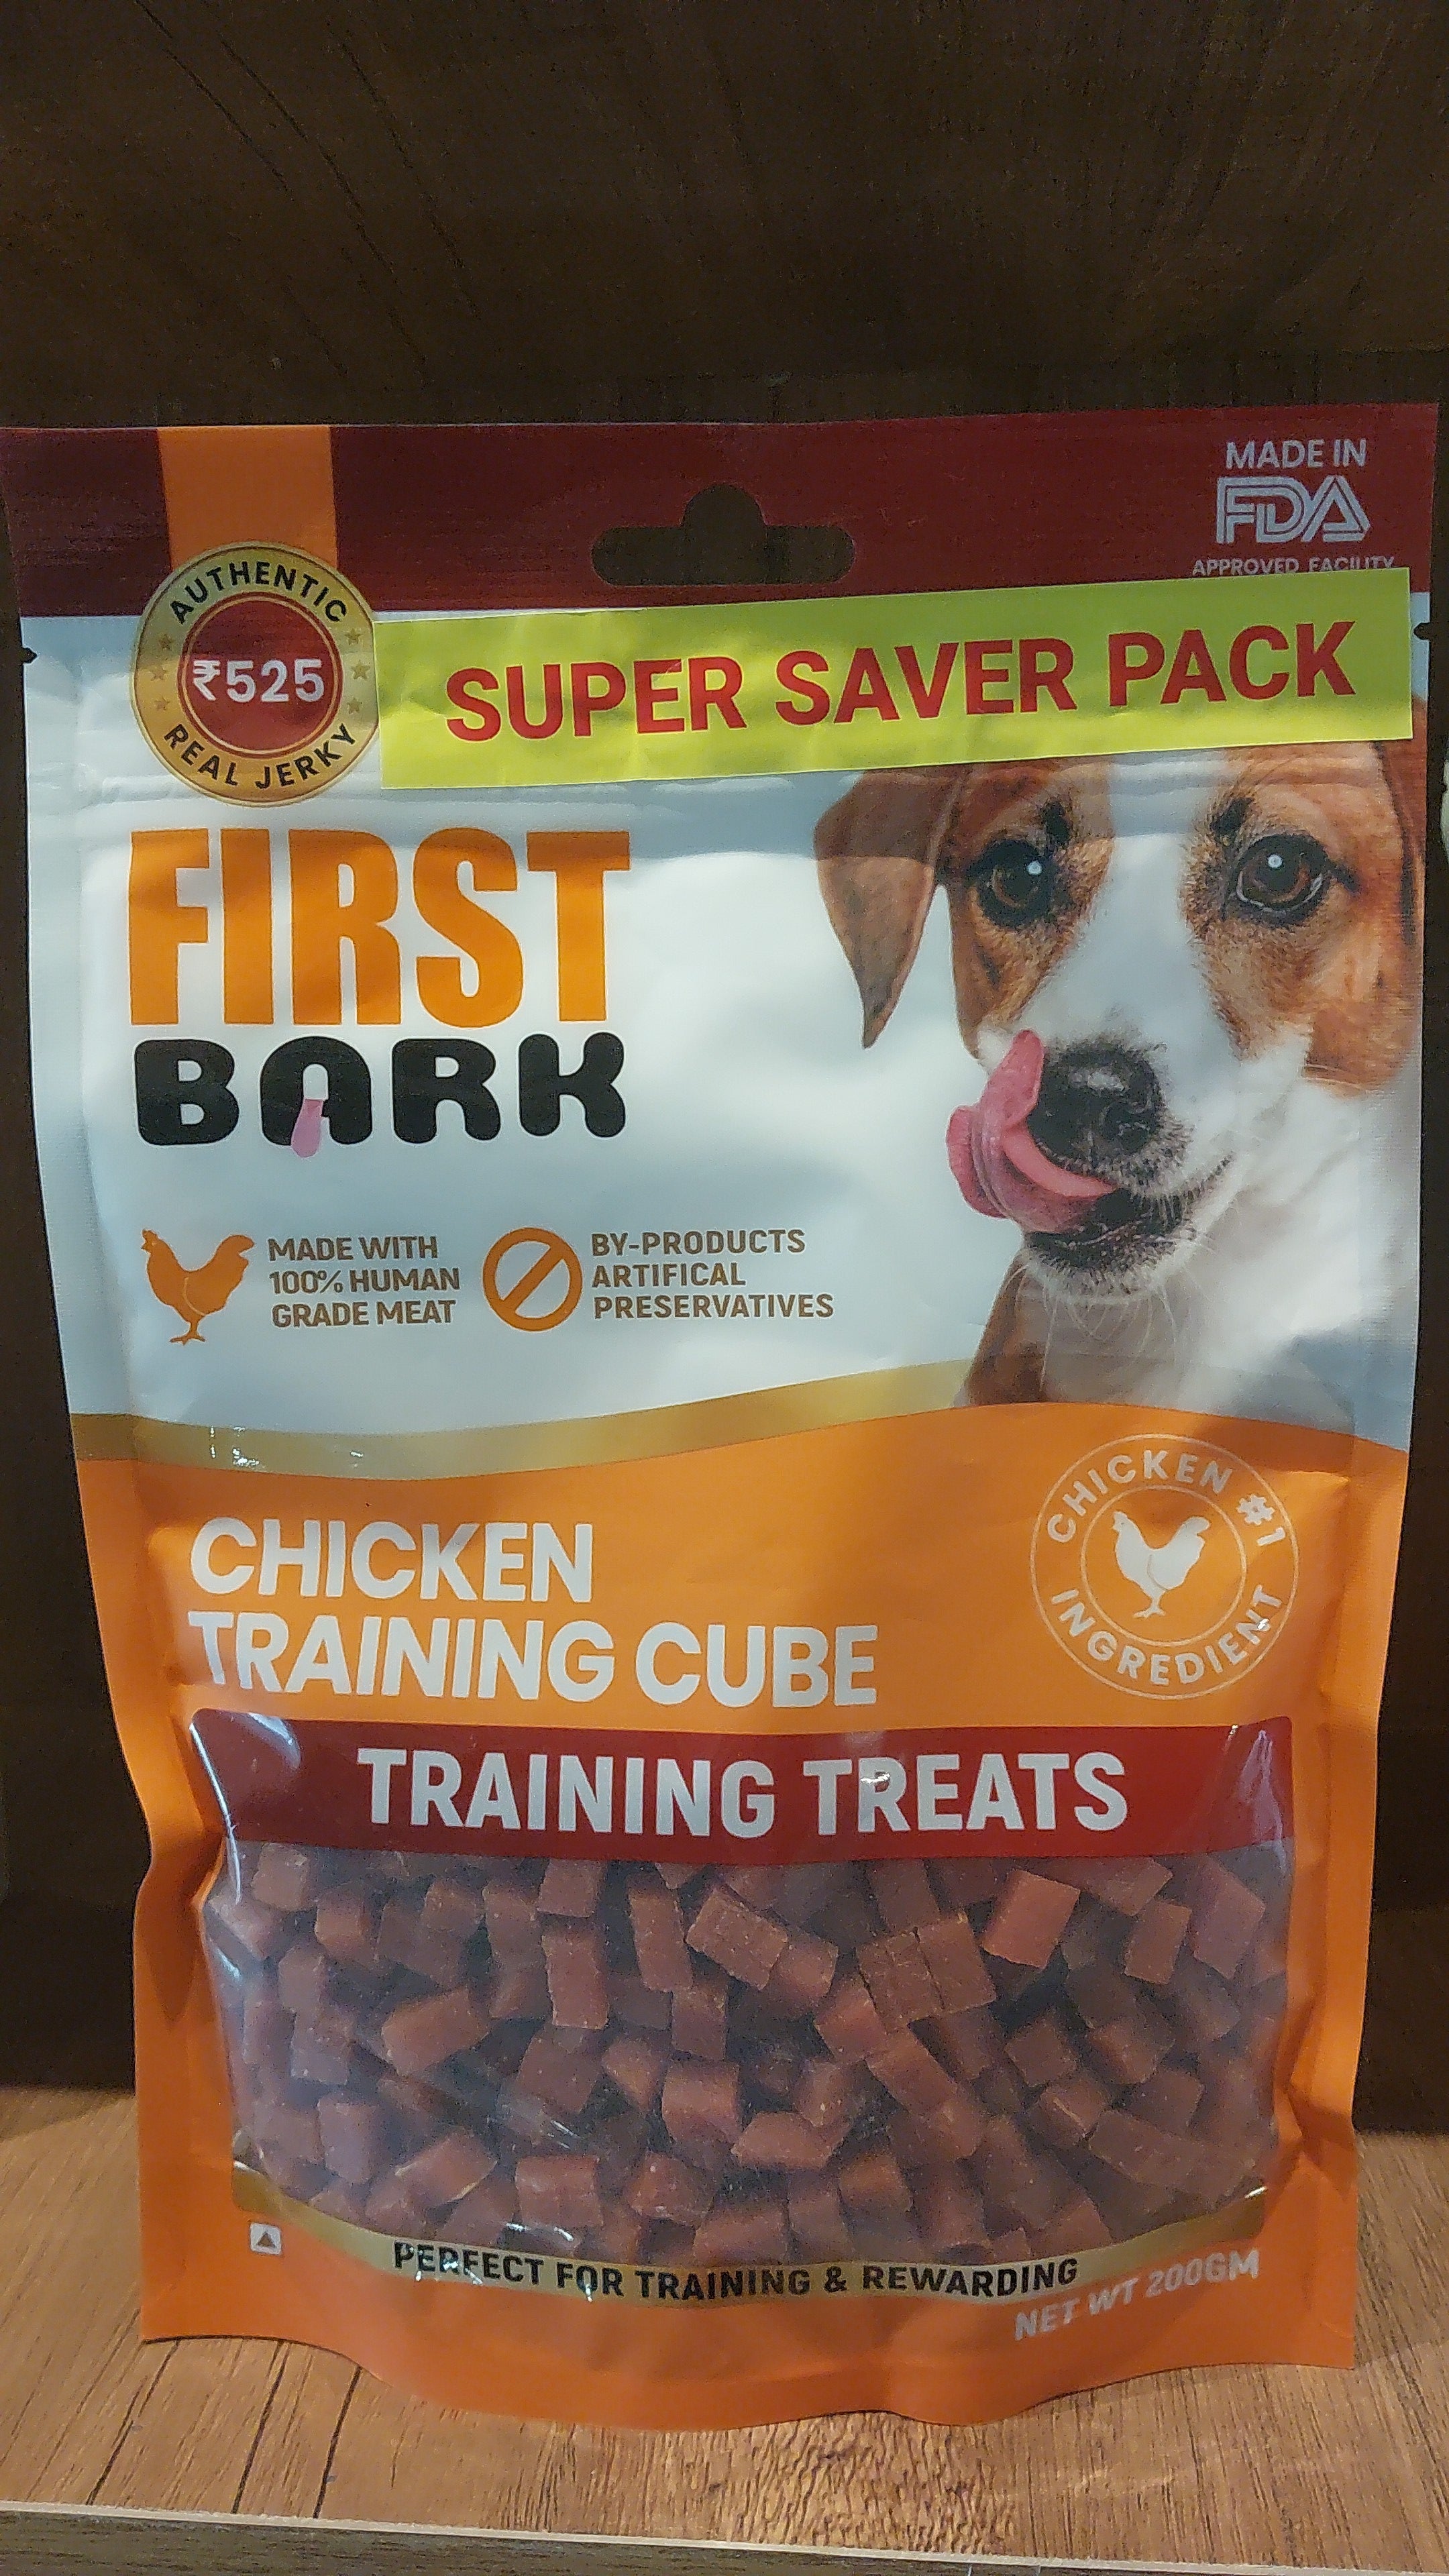 MADE IN
FDA
APPROVED FACILITY
AUTHENTIC
₹525
REAL JERKY
SUPER SAVER PACK
FIRST
BARK
MADE WITH
100% HUMAN
GRADE MEAT
BY-PRODUCTS
ARTIFICAL
PRESERVATIVES
CHICKEN #1
INGREDIENT
CHICKEN
TRAINING CUBE
TRAINING TREATS
PERFECT FOR TRAINING & REWARDING
NET WT 200GM